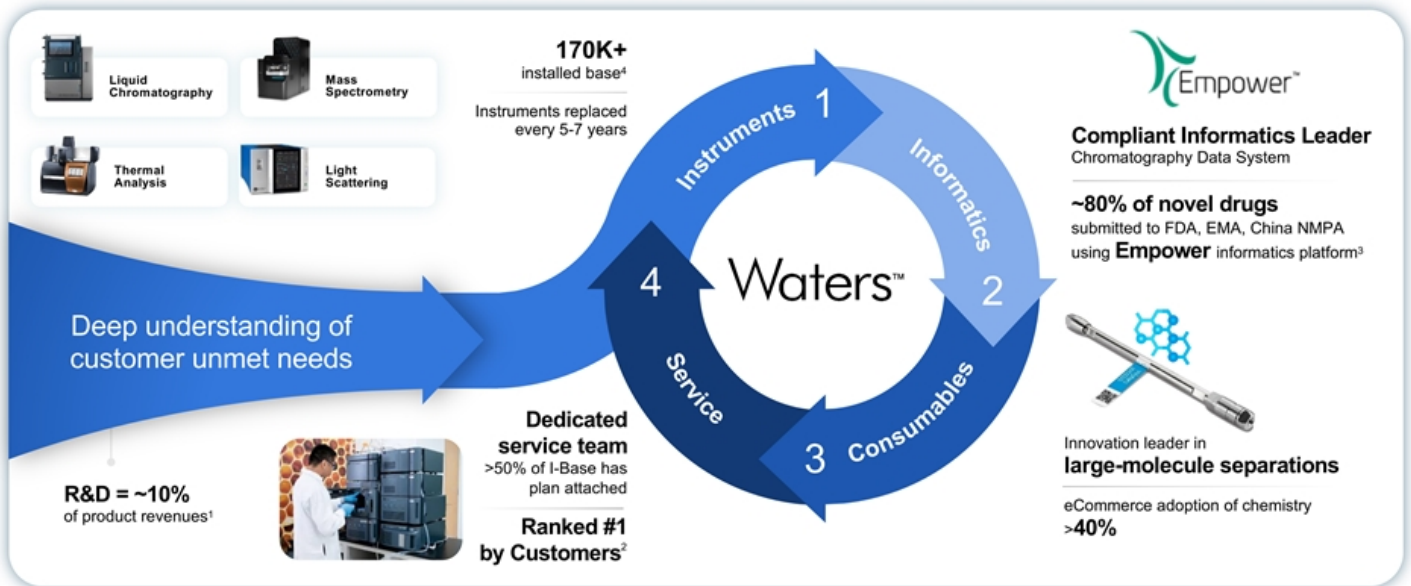 Liquid
Chromatography
Mass
Spectrometry
Thermal
Analysis
Light
Scattering
170K+
installed base⁴
Instruments replaced
every 5-7 years
Deep understanding of
customer unmet needs
R&D = ~10%
of product revenues¹
Dedicated
service team
>50% of I-Base has
plan attached
Ranked #1
by Customers²
Instruments 1
Informatics 2
Consumables 3
Service 4
Waters™
Empower™
Compliant Informatics Leader
Chromatography Data System
~80% of novel drugs
submitted to FDA, EMA, China NMPA
using Empower informatics platform³
Innovation leader in
large-molecule separations
eCommerce adoption of chemistry
>40%